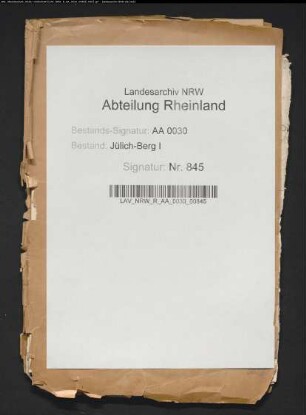 Landesarchiv NRW
Abteilung Rheinland
Bestands-Signatur: AA 0030
Bestand: Jülich-Berg I
Signatur: Nr. 845
LAV_NRW_R_AA_0030_00845